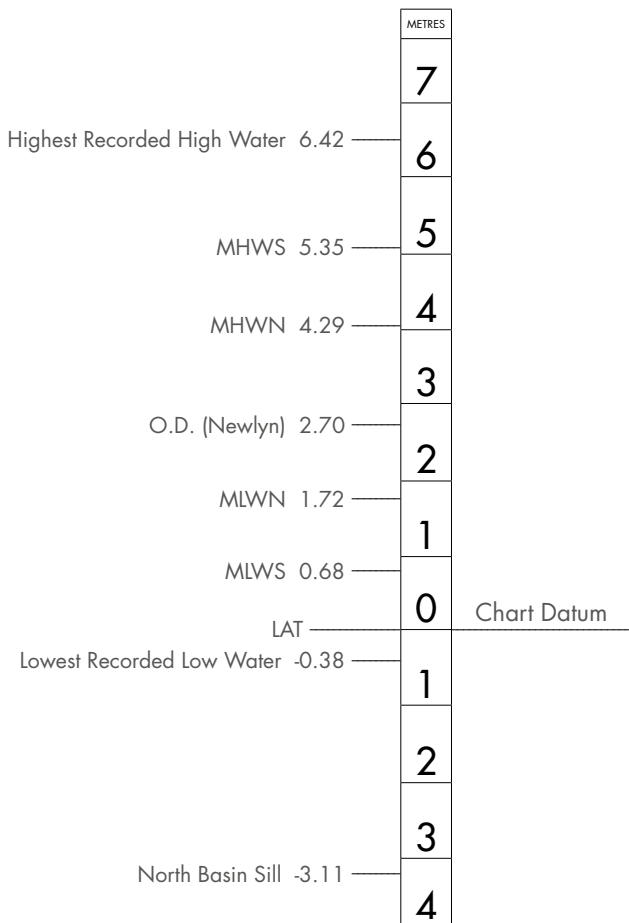 METRES
7
Highest Recorded High Water 6.42
6
5
MHWS 5.35
4
MHWN 4.29
3
O.D. (Newlyn) 2.70
2
MLWN 1.72
1
MLWS 0.68
0 Chart Datum
LAT
Lowest Recorded Low Water -0.38
1
2
3
North Basin Sill -3.11
4